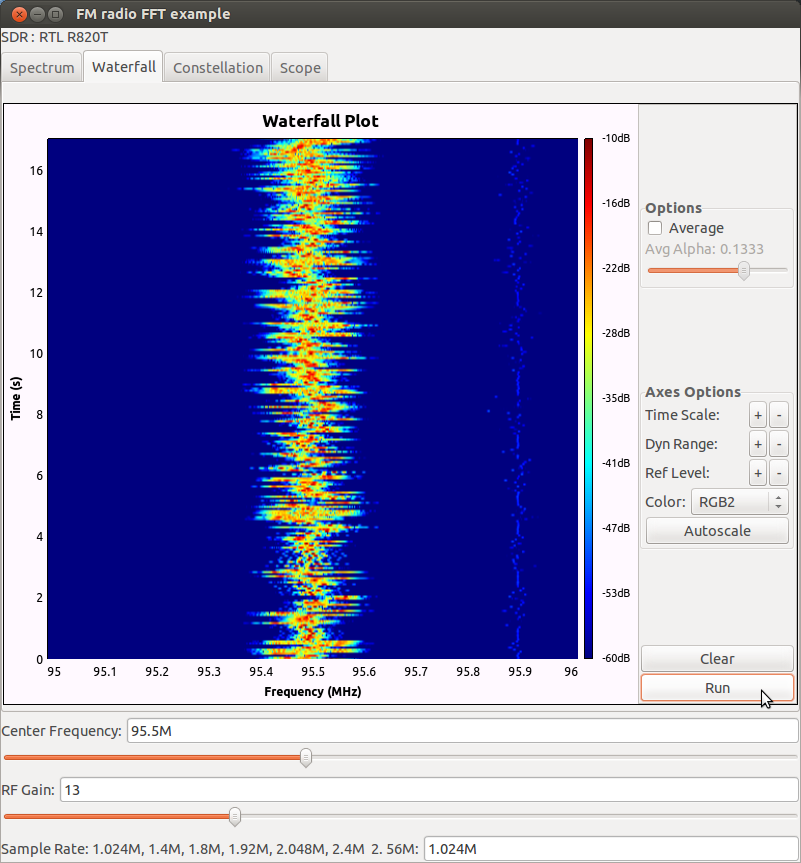 FM radio FFT example
SDR: RTL R820T
Spectrum Waterfall Constellation Scope
Waterfall Plot
Time (s)
16
14
12
10
8
6
4
2
0
95 95.1 95.2 95.3 95.4 95.5 95.6 95.7 95.8 95.9 96
Frequency (MHz)
-10dB
-16dB
-22dB
-28dB
-35dB
-41dB
-47dB
-53dB
-60dB
Options
Average
Avg Alpha: 0.1333
Axes Options
Time Scale: + -
Dyn Range: + -
Ref Level: + -
Color: RGB2
Autoscale
Clear
Run
Center Frequency: 95.5M
RF Gain: 13
Sample Rate: 1.024M, 1.4M, 1.8M, 1.92M, 2.048M, 2.4M 2. 56M: 1.024M